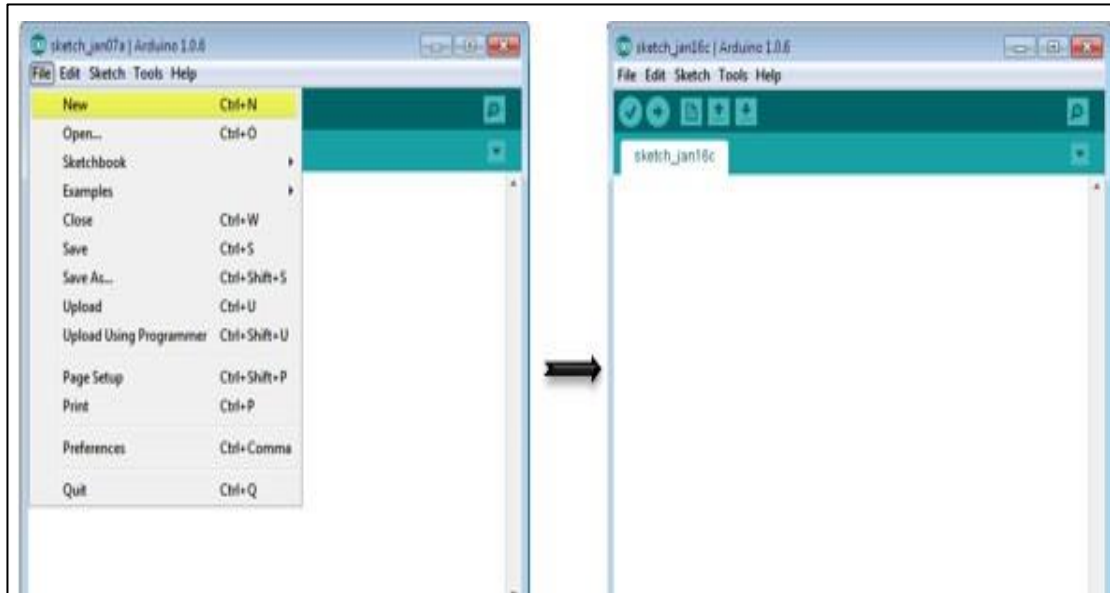 sketch_jan07a | Arduino 1.0.6
File Edit Sketch Tools Help
New Ctrl+N
Open... Ctrl+O
Sketchbook
Examples
Close Ctrl+W
Save Ctrl+S
Save As... Ctrl+Shift+S
Upload Ctrl+U
Upload Using Programmer Ctrl+Shift+U
Page Setup Ctrl+Shift+P
Print Ctrl+P
Preferences Ctrl+Comma
Quit Ctrl+Q
sketch_jan16c | Arduino 1.0.6
File Edit Sketch Tools Help
sketch_jan16c